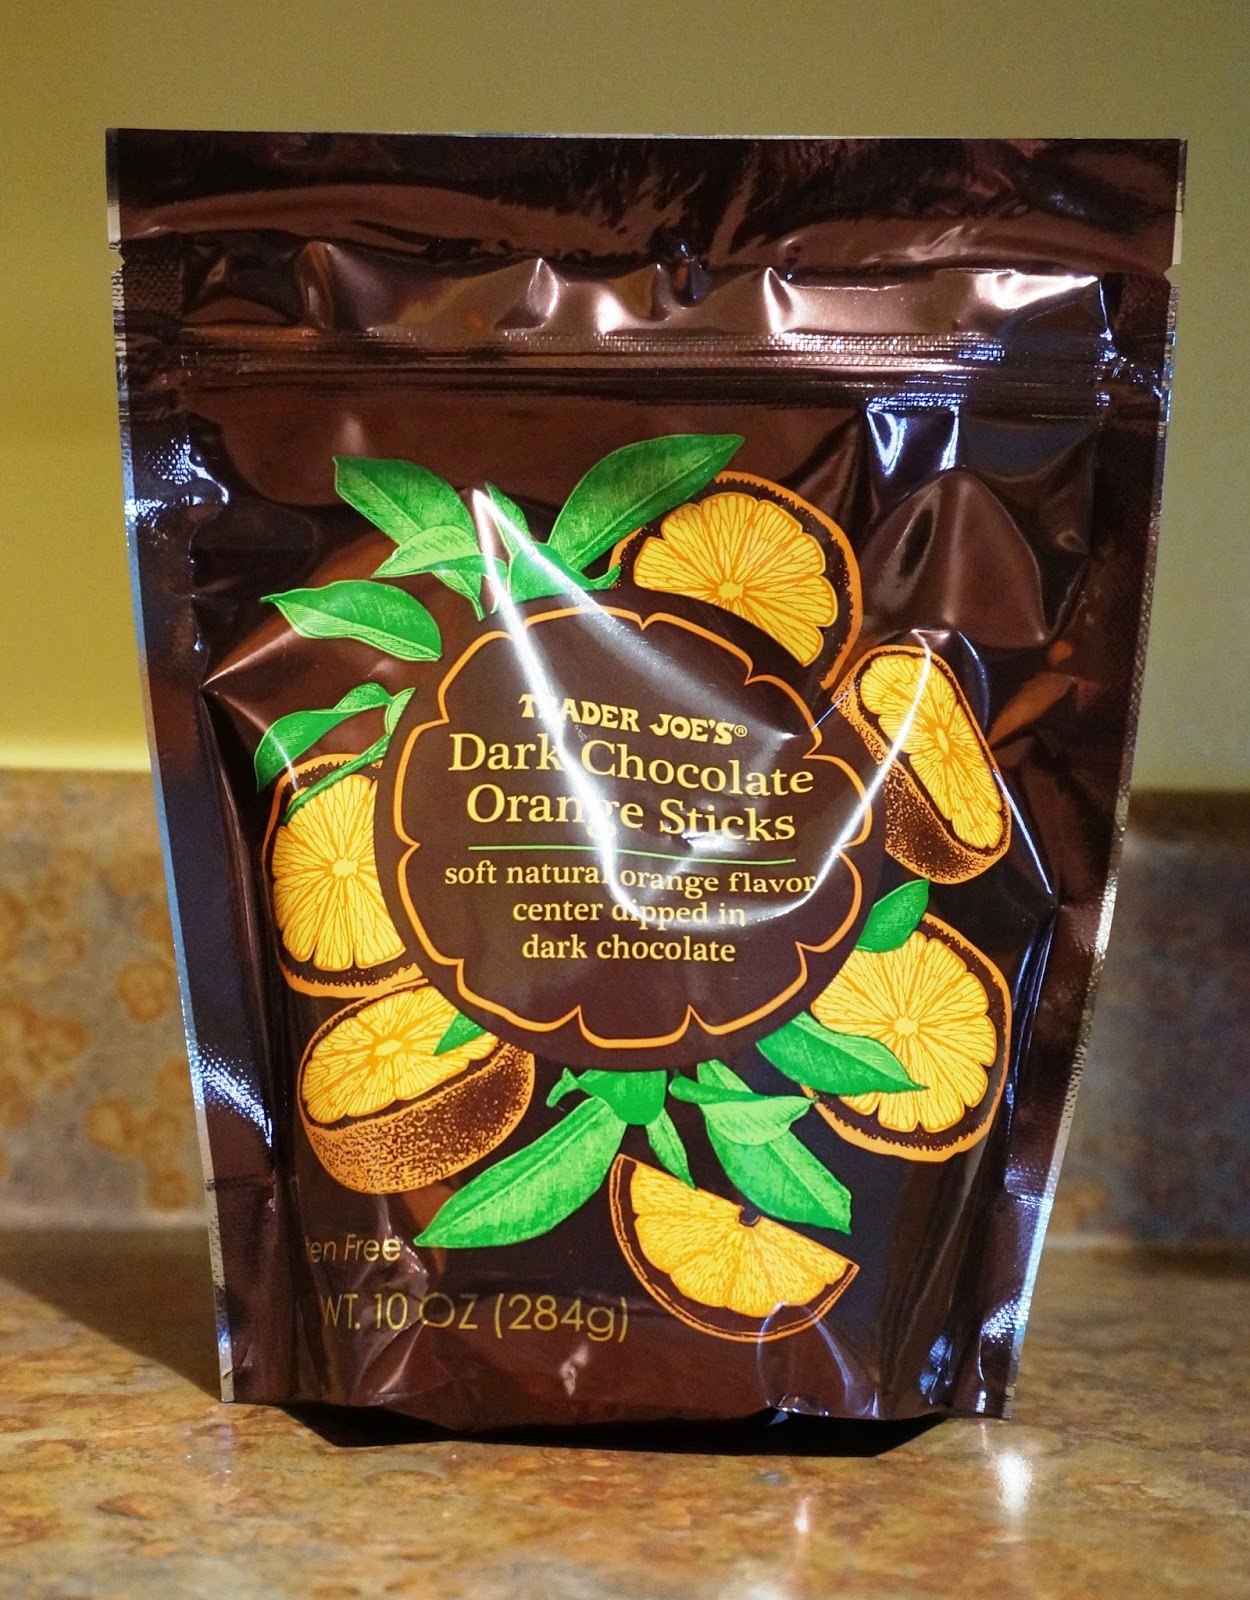 TRADER JOE'S®
Dark Chocolate
Orange Sticks
soft natural orange flavor
center dipped in
dark chocolate
Free
WT. 10 OZ (284g)